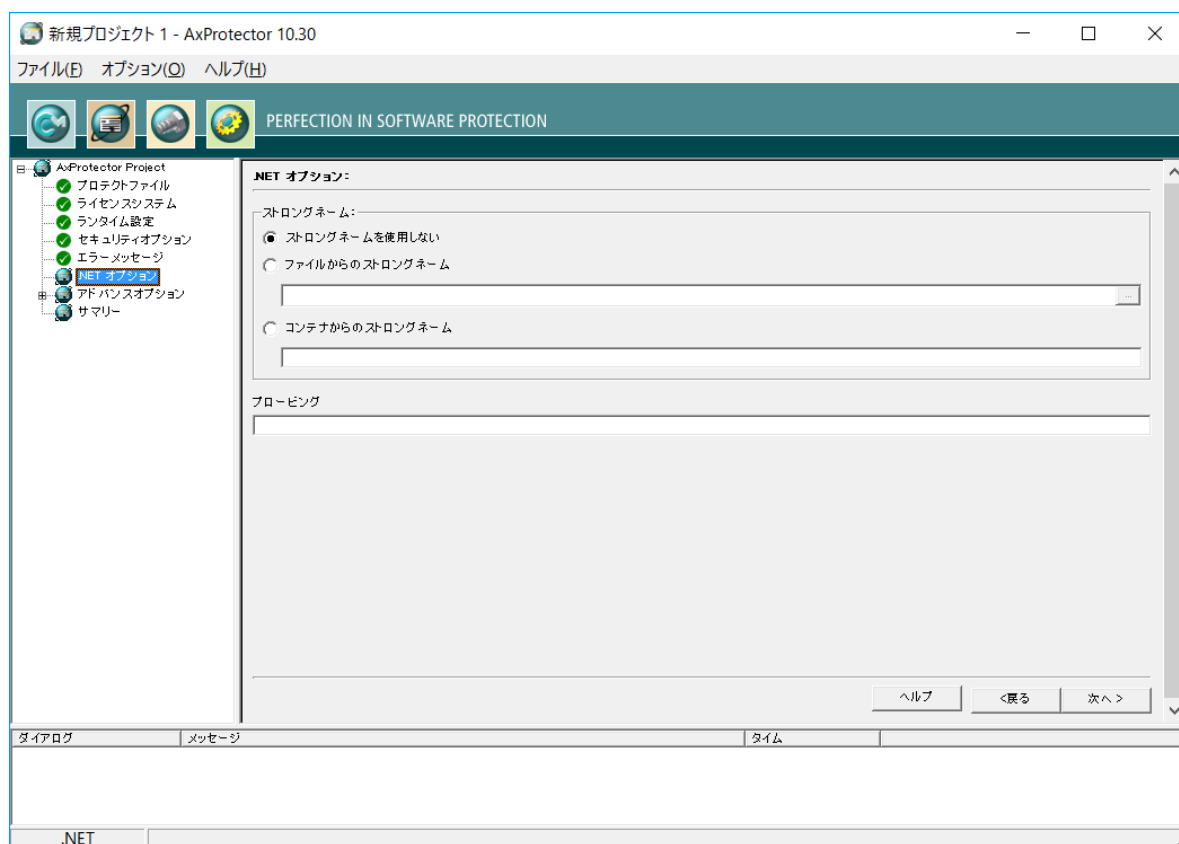 新規プロジェクト 1 - AxProtector 10.30
ファイル(F) オプション(O) ヘルプ(H)
PERFECTION IN SOFTWARE PROTECTION
AxProtector Project
プロテクトファイル
ライセンスシステム
ランタイム設定
セキュリティオプション
エラーメッセージ
.NET オプション
アドバンスオプション
サマリー
.NET オプション:
ストロングネーム:
ストロングネームを使用しない
ファイルからのストロングネーム
...
コンテナからのストロングネーム
プロービング
ヘルプ
<戻る
次へ >
ダイアログ メッセージ タイム
.NET